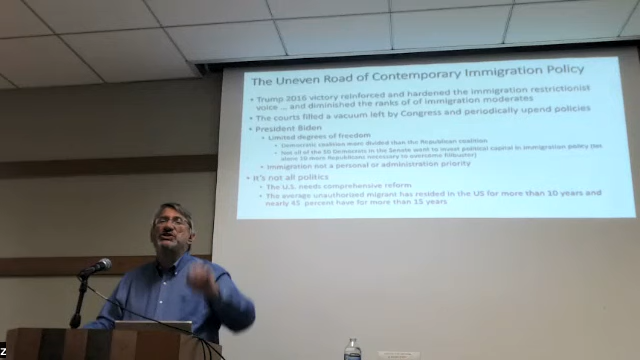 The Uneven Road of Contemporary Immigration Policy
• Trump 2016 victory reinforced and hardened the immigration restrictionist
voice ... and diminished the ranks of of immigration moderates
• The courts filled a vacuum left by Congress and periodically upend policies
• President Biden
• Limited degrees of freedom
• Democratic coalition more divided than the Republican coalition
• Not all of the 50 Democrats in the Senate want to invest political capital in immigration policy (let
alone 10 more Republicans necessary to overcome filibuster)
• Immigration not a personal or administration priority
• It's not all politics
• The U.S. needs comprehensive reform
• The average unauthorized migrant has resided in the US for more than 10 years and
nearly 45 percent have for more than 15 years
z